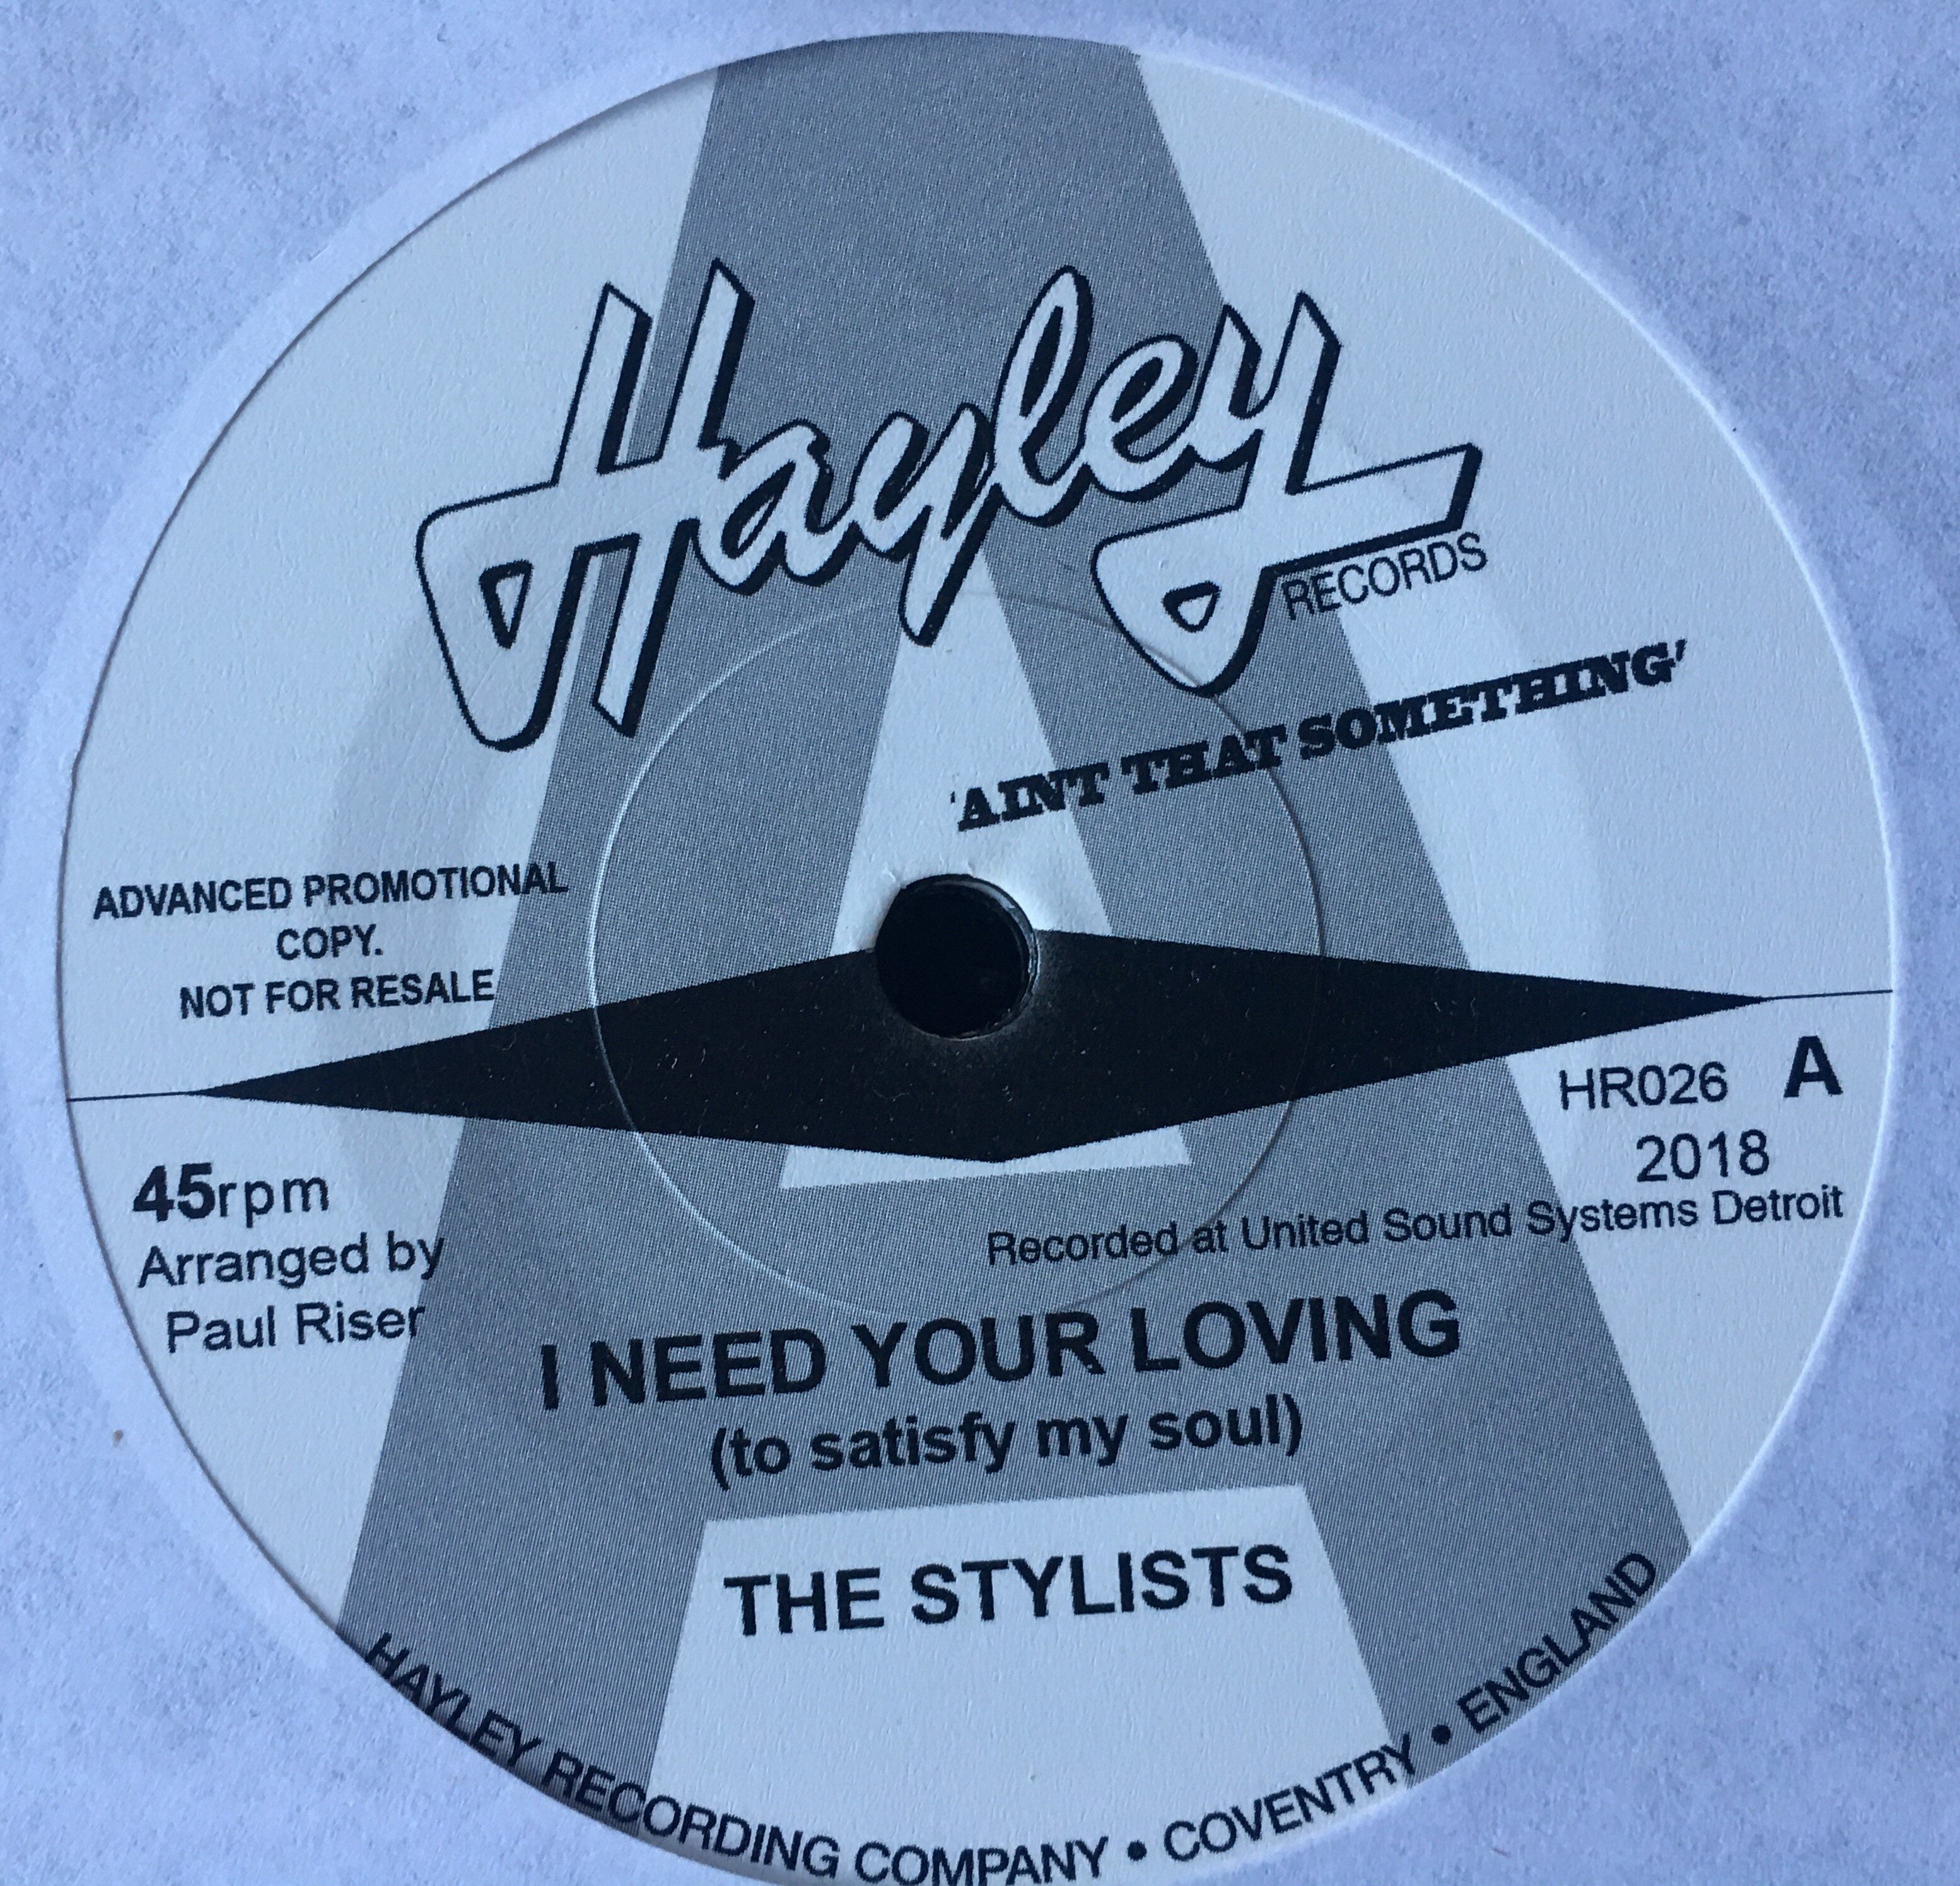 Hayley
RECORDS
'AINT THAT SOMETHING'
ADVANCED PROMOTIONAL
COPY.
NOT FOR RESALE
HR026 A
2018
45rpm
Arranged by
Paul Riser
Recorded at United Sound Systems Detroit
I NEED YOUR LOVING
(to satisfy my soul)
THE STYLISTS
HAYLEY RECORDING COMPANY • COVENTRY • ENGLAND